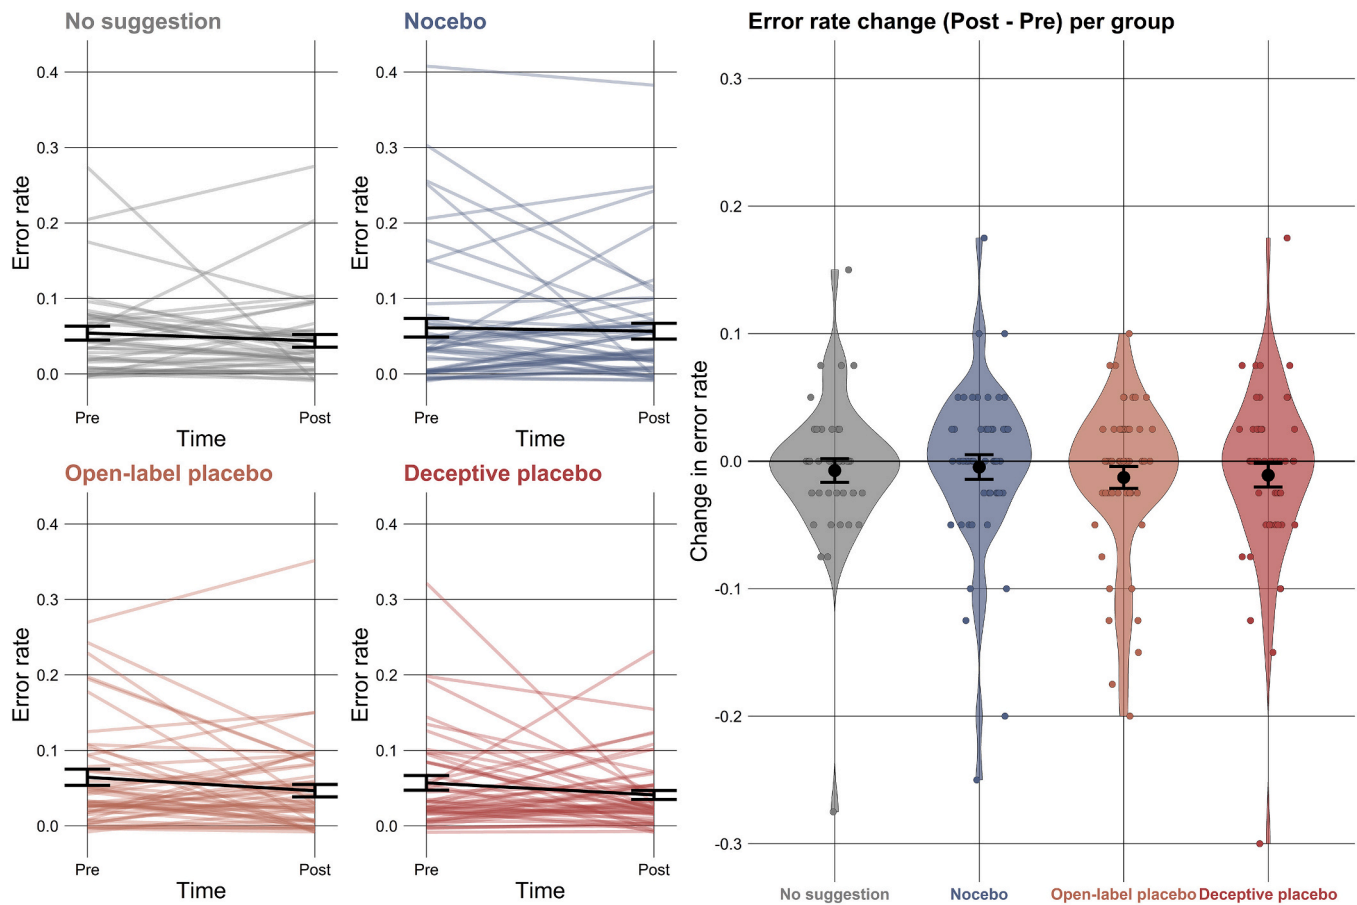 No suggestion
0.4
0.3
0.2
0.1
0.0
Error rate
Pre
Post
Time
Nocebo
0.4
0.3
0.2
0.1
0.0
Error rate
Pre
Post
Time
Open-label placebo
0.4
0.3
0.2
0.1
0.0
Error rate
Pre
Post
Time
Deceptive placebo
0.4
0.3
0.2
0.1
0.0
Error rate
Pre
Post
Time
Error rate change (Post - Pre) per group
0.3
0.2
0.1
0.0
-0.1
-0.2
-0.3
Change in error rate
No suggestion
Nocebo
Open-label placebo
Deceptive placebo